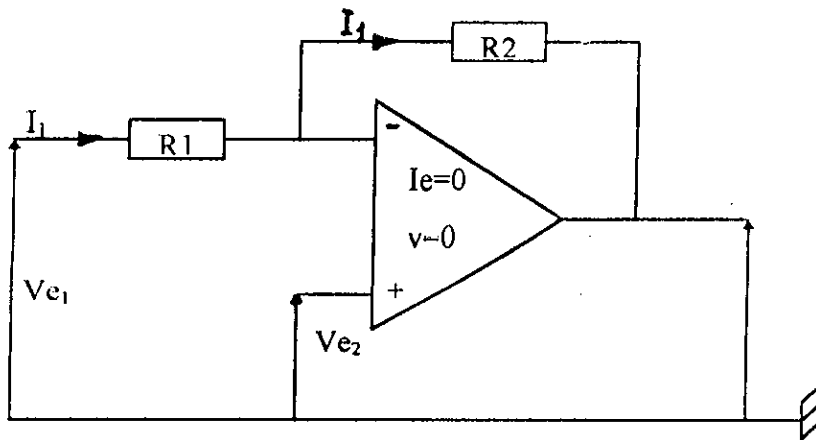 I₁
R2
I₁
R1
-
Ie=0
v=0
+
Ve₁
Ve₂